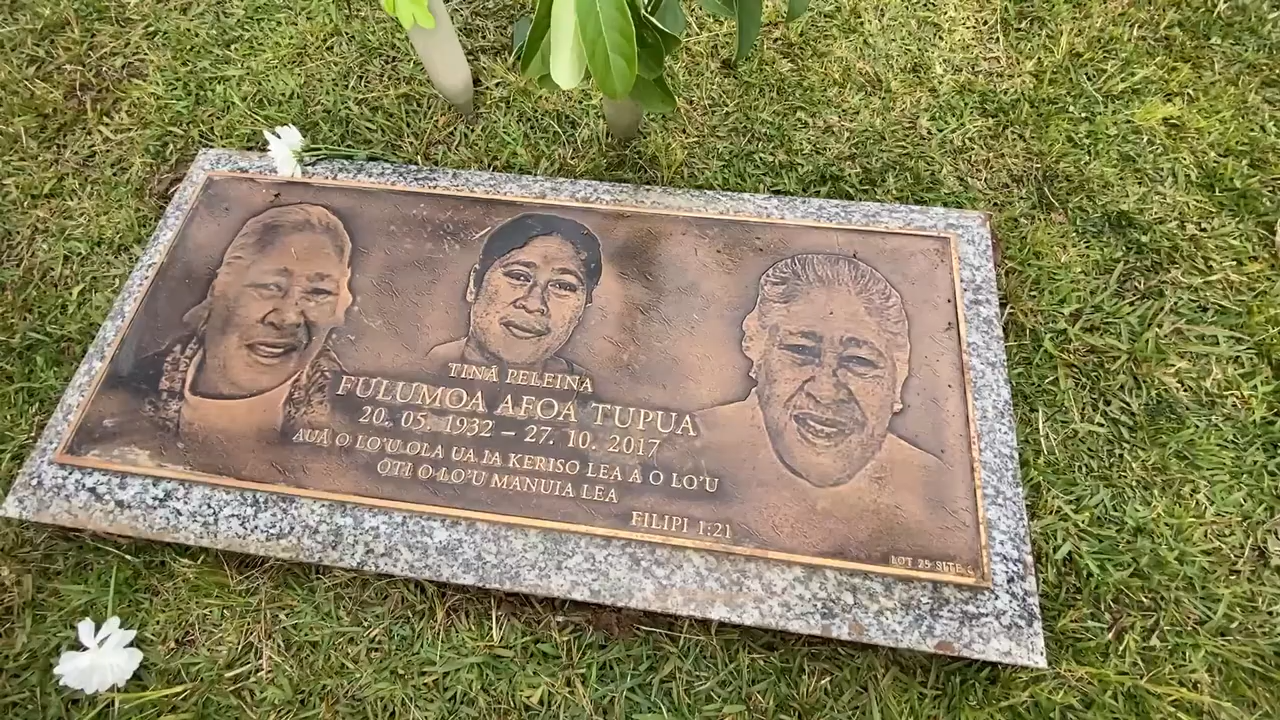 TINĀ PELEINA
FULUMOA AFOA TUPUA
20. 05. 1932 – 27. 10. 2017
AUĀ O LO'U OLA UA IA KERISO LEA A O LO'U
OTI O LO'U MANUIA LEA
FILIPI 1:21
LOT 25 SITE